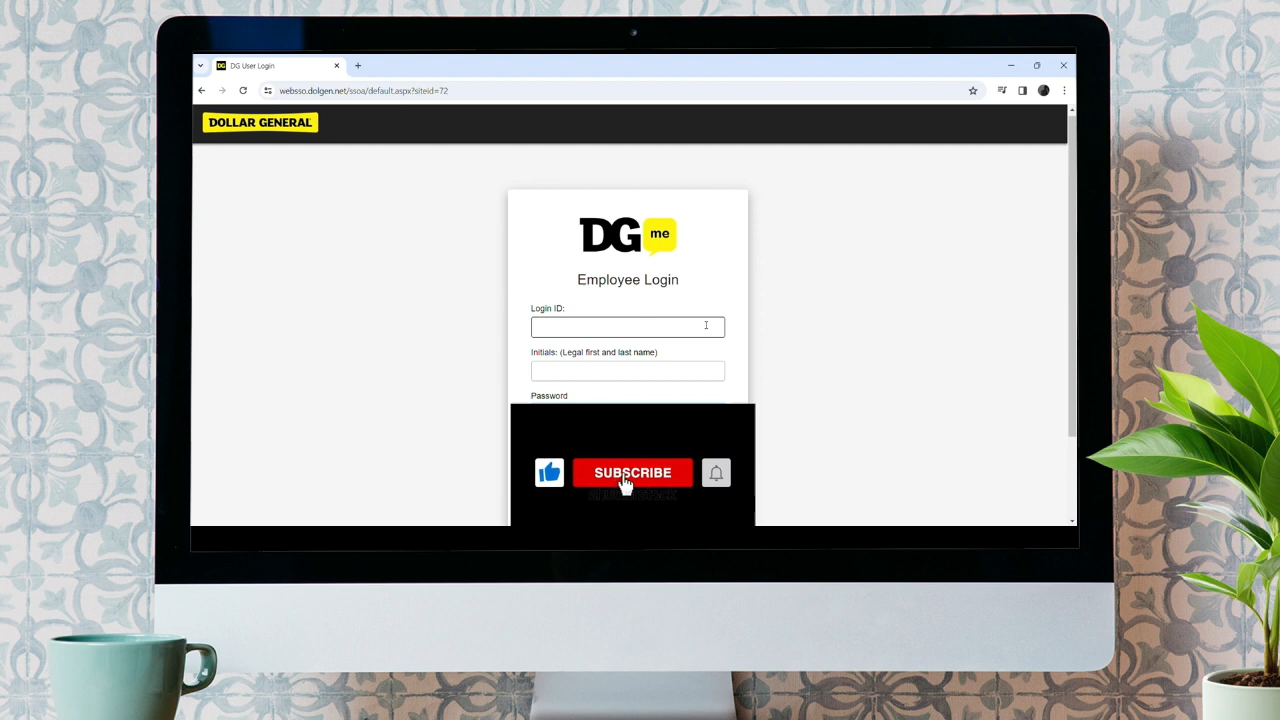 DG User Login
websso.dolgen.net/ssoa/default.aspx?siteid=72
DOLLAR GENERAL
DG me
Employee Login
Login ID:
Initials: (Legal first and last name)
Password
SUBSCRIBE